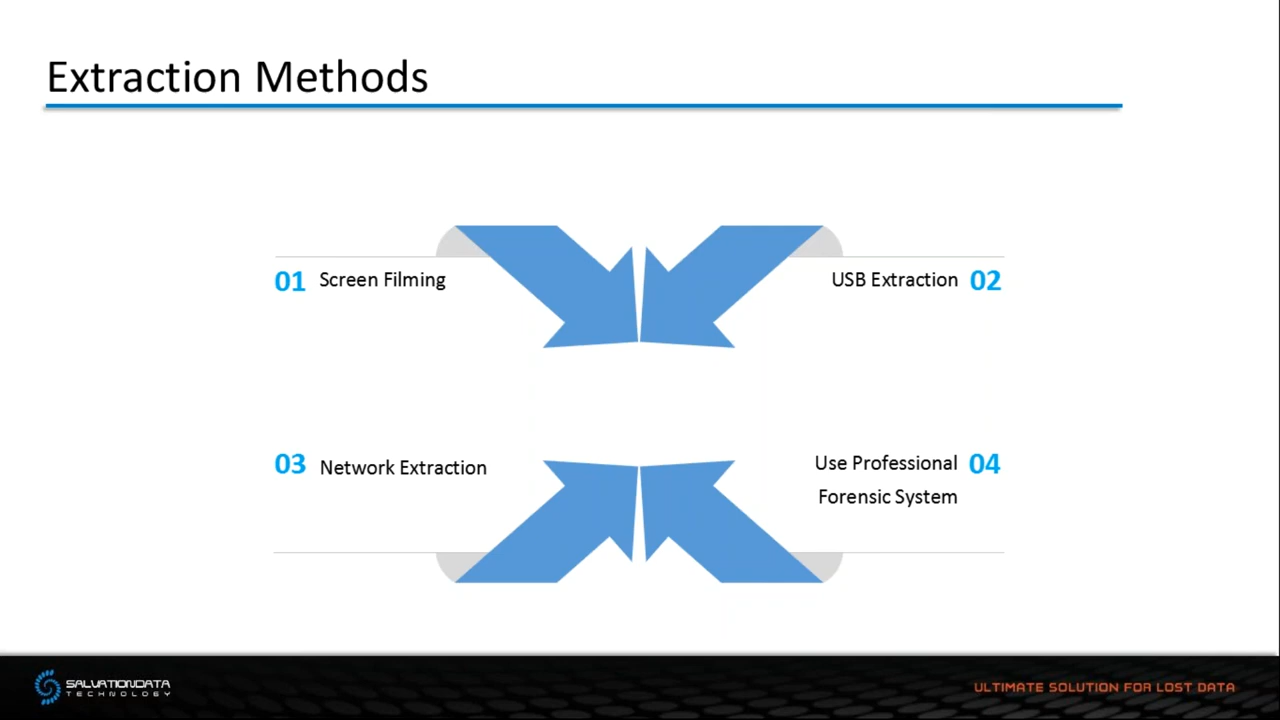 Extraction Methods
01 Screen Filming
USB Extraction 02
03 Network Extraction
Use Professional 04
Forensic System
SALVATIONDATA
TECHNOLOGY
ULTIMATE SOLUTION FOR LOST DATA